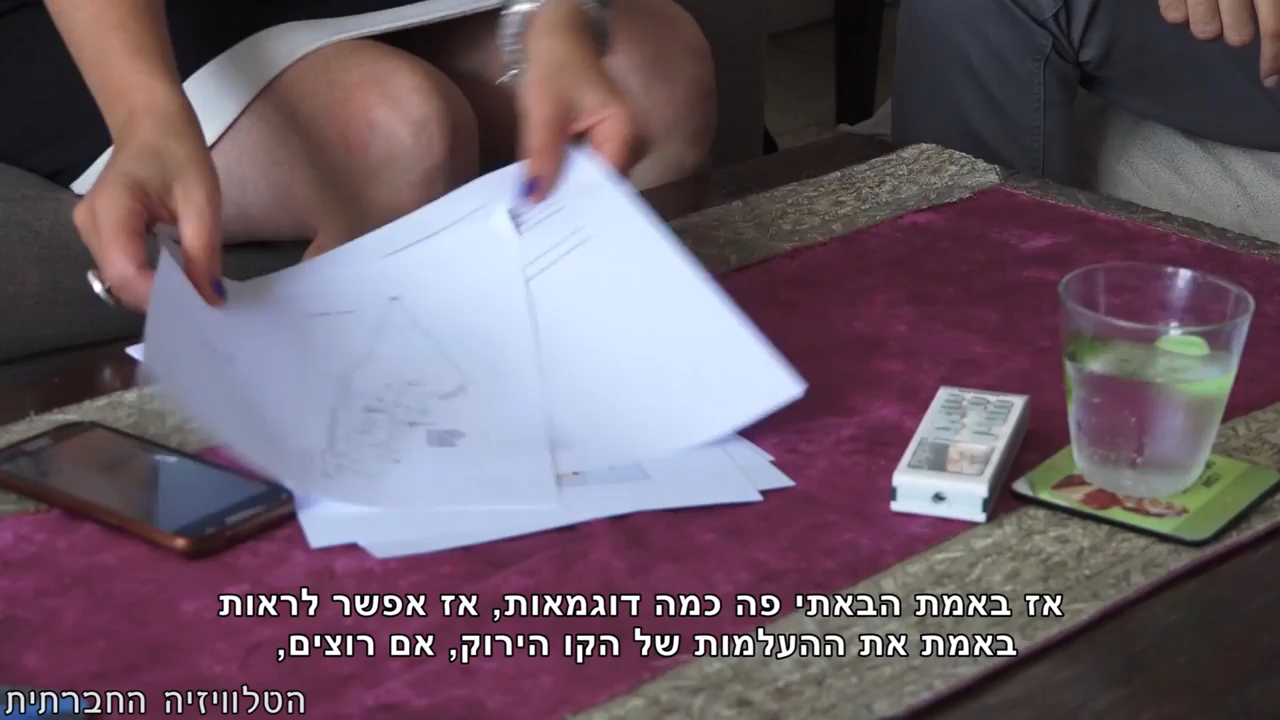 אז באמת הבאתי פה כמה דוגמאות, אז אפשר לראות
באמת את ההעלמות של הקו הירוק, אם רוצים,
הטלוויזיה החברתית